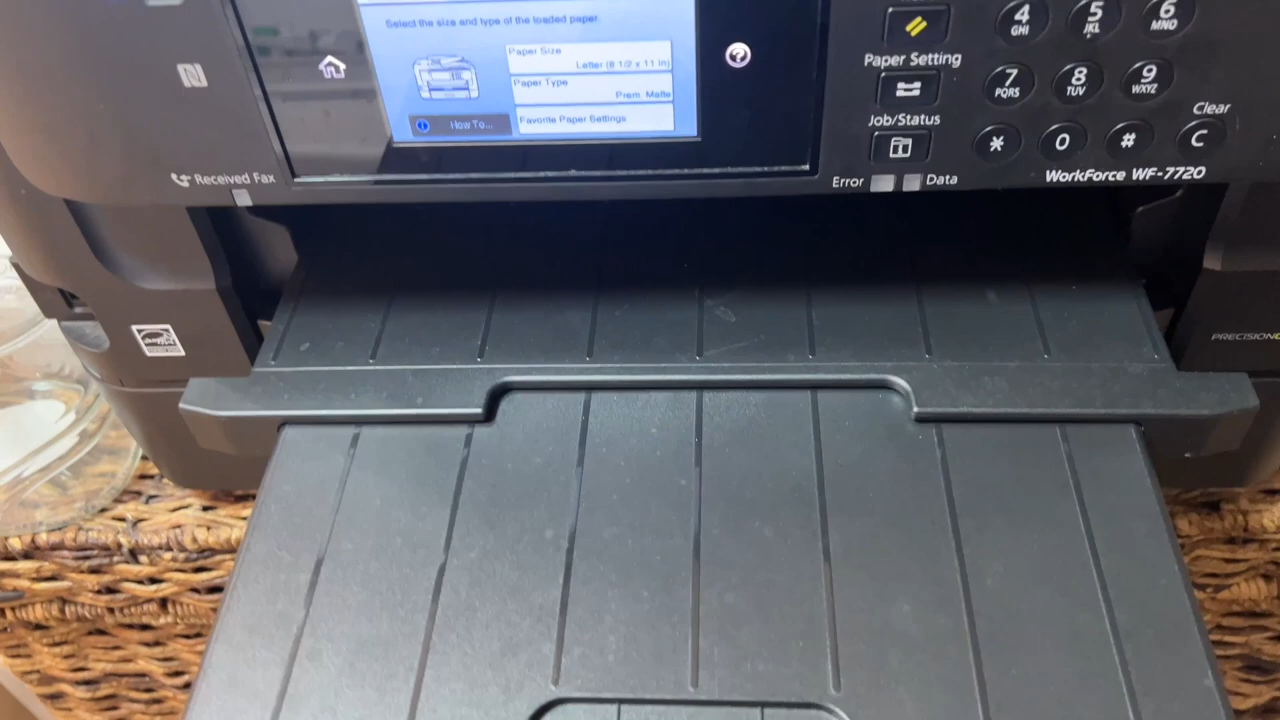 Select the size and type of the loaded paper.
Paper Size
Letter (8 1/2 x 11 in)
Paper Type
Prem. Matte
Favorite Paper Settings
i How To...
?
4
GHI
5
JKL
6
MNO
Paper Setting
7
PQRS
8
TUV
9
WXYZ
Job/Status
Clear
*
0
#
C
Received Fax
Error
Data
WorkForce WF-7720
PRECISION